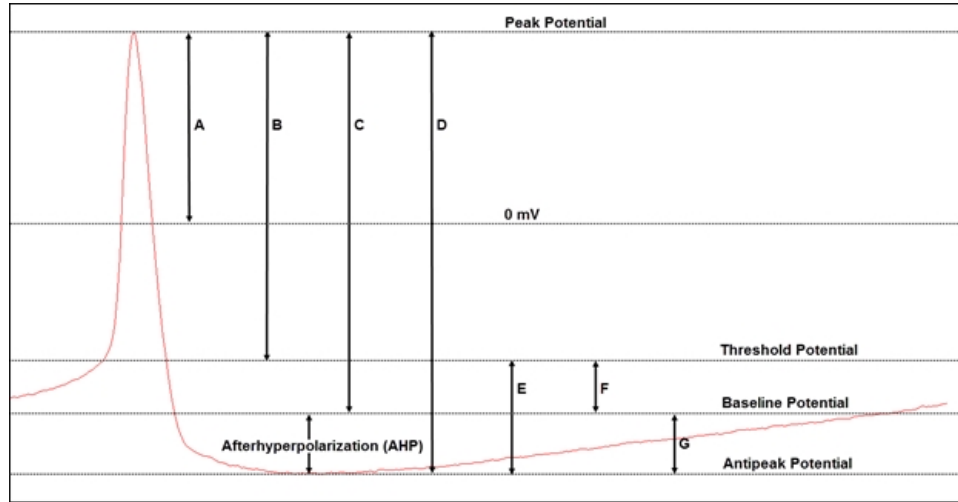 Peak Potential
A
B
C
D
0 mV
Threshold Potential
E
F
Baseline Potential
Afterhyperpolarization (AHP)
G
Antipeak Potential